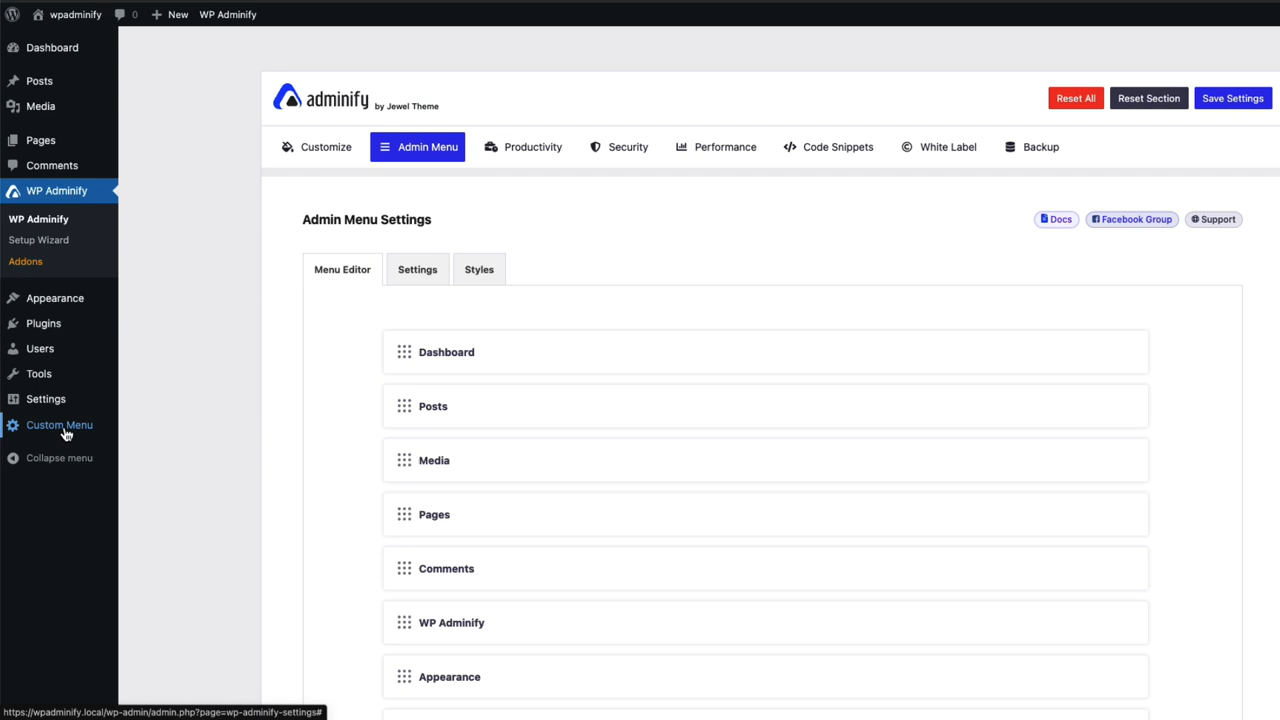 wpadminify 0 New WP Adminify
Dashboard
Posts
Media
Pages
Comments
WP Adminify
WP Adminify
Setup Wizard
Addons
Appearance
Plugins
Users
Tools
Settings
Custom Menu
Collapse menu
adminify by Jewel Theme
Reset All Reset Section Save Settings
Customize Admin Menu Productivity Security Performance Code Snippets White Label Backup
Admin Menu Settings
Docs Facebook Group Support
Menu Editor Settings Styles
Dashboard
Posts
Media
Pages
Comments
WP Adminify
Appearance
https://wpadminify.local/wp-admin/admin.php?page=wp-adminify-settings#